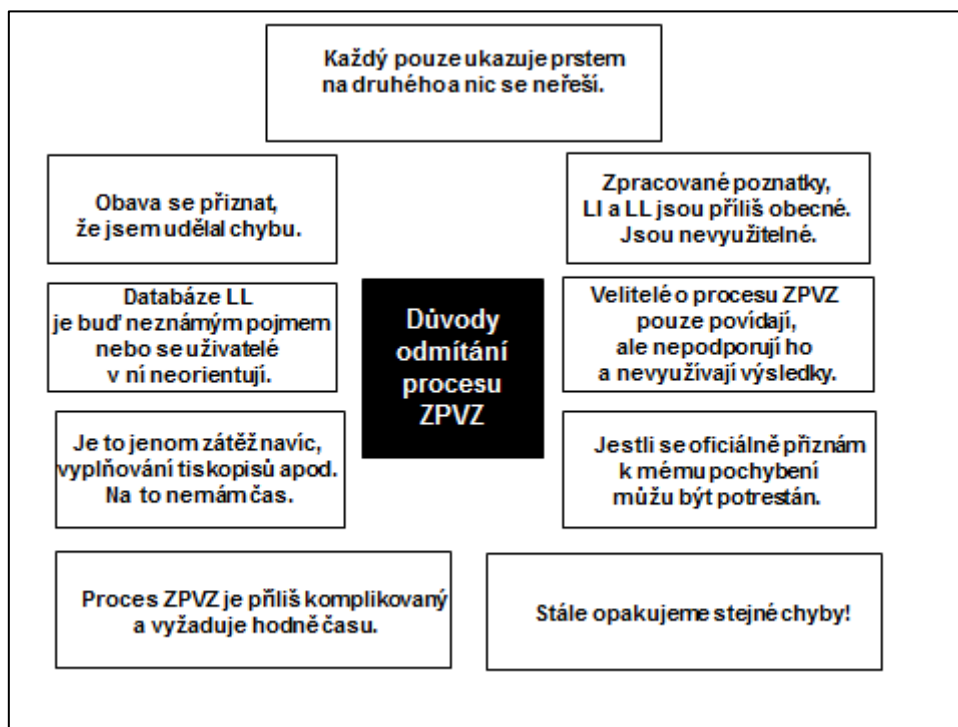 Každý pouze ukazuje prstem
na druhého a nic se neřeší.
Obava se přiznat,
že jsem udělal chybu.
Zpracované poznatky,
LI a LL jsou příliš obecné.
Jsou nevyužitelné.
Databáze LL
je buď neznámým pojmem
nebo se uživatelé
v ní neorientují.
Důvody
odmítání
procesu
ZPVZ
Velitelé o procesu ZPVZ
pouze povídají,
ale nepodporují ho
a nevyužívají výsledky.
Je to jenom zátěž navíc,
vyplňování tiskopisů apod.
Na to nemám čas.
Jestli se oficiálně přiznám
k mému pochybení
můžu být potrestán.
Proces ZPVZ je příliš komplikovaný
a vyžaduje hodně času.
Stále opakujeme stejné chyby!